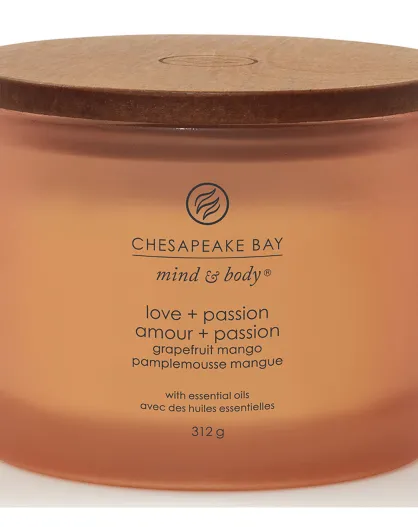 CHESAPEAKE BAY
mind & body®
love + passion
amour + passion
grapefruit mango
pamplemousse mangue
with essential oils
avec des huiles essentielles
312 g